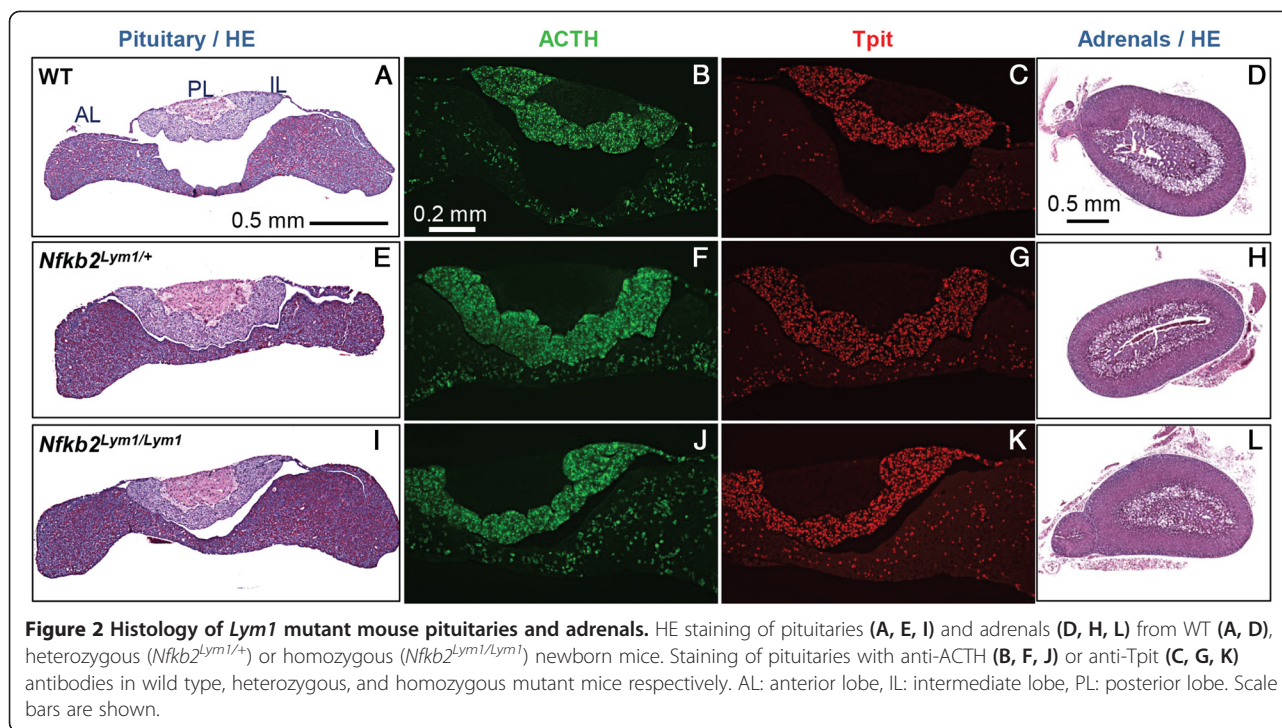 Pituitary / HE ACTH Tpit Adrenals / HE
WT A B C D
PL IL
AL
0.5 mm 0.2 mm 0.5 mm
Nfkb2Lym1/+ E F G H
Nfkb2Lym1/Lym1 I J K L
Figure 2 Histology of Lym1 mutant mouse pituitaries and adrenals. HE staining of pituitaries (A, E, I) and adrenals (D, H, L) from WT (A, D),
heterozygous (Nfkb2Lym1/+) or homozygous (Nfkb2Lym1/Lym1) newborn mice. Staining of pituitaries with anti-ACTH (B, F, J) or anti-Tpit (C, G, K)
antibodies in wild type, heterozygous, and homozygous mutant mice respectively. AL: anterior lobe, IL: intermediate lobe, PL: posterior lobe. Scale
bars are shown.